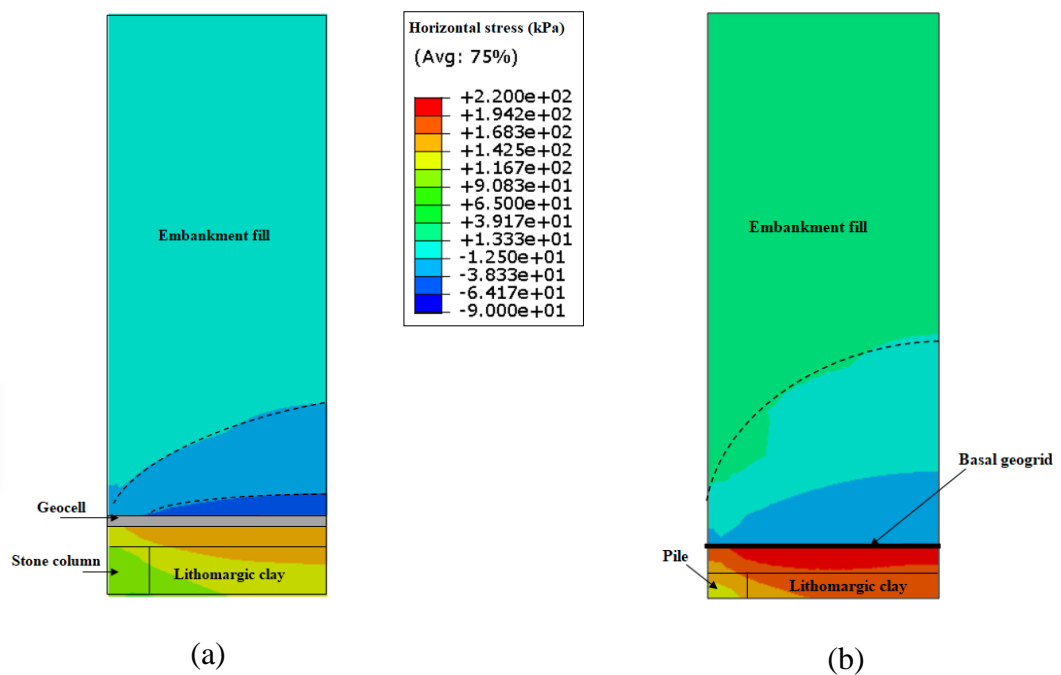 Horizontal stress (kPa)
(Avg: 75%)
+2.200e+02
+1.942e+02
+1.683e+02
+1.425e+02
+1.167e+02
+9.083e+01
+6.500e+01
+3.917e+01
+1.333e+01
-1.250e+01
-3.833e+01
-6.417e+01
-9.000e+01
Embankment fill
Geocell
Stone column
Lithomargic clay
(a)
Embankment fill
Basal geogrid
Pile
Lithomargic clay
(b)